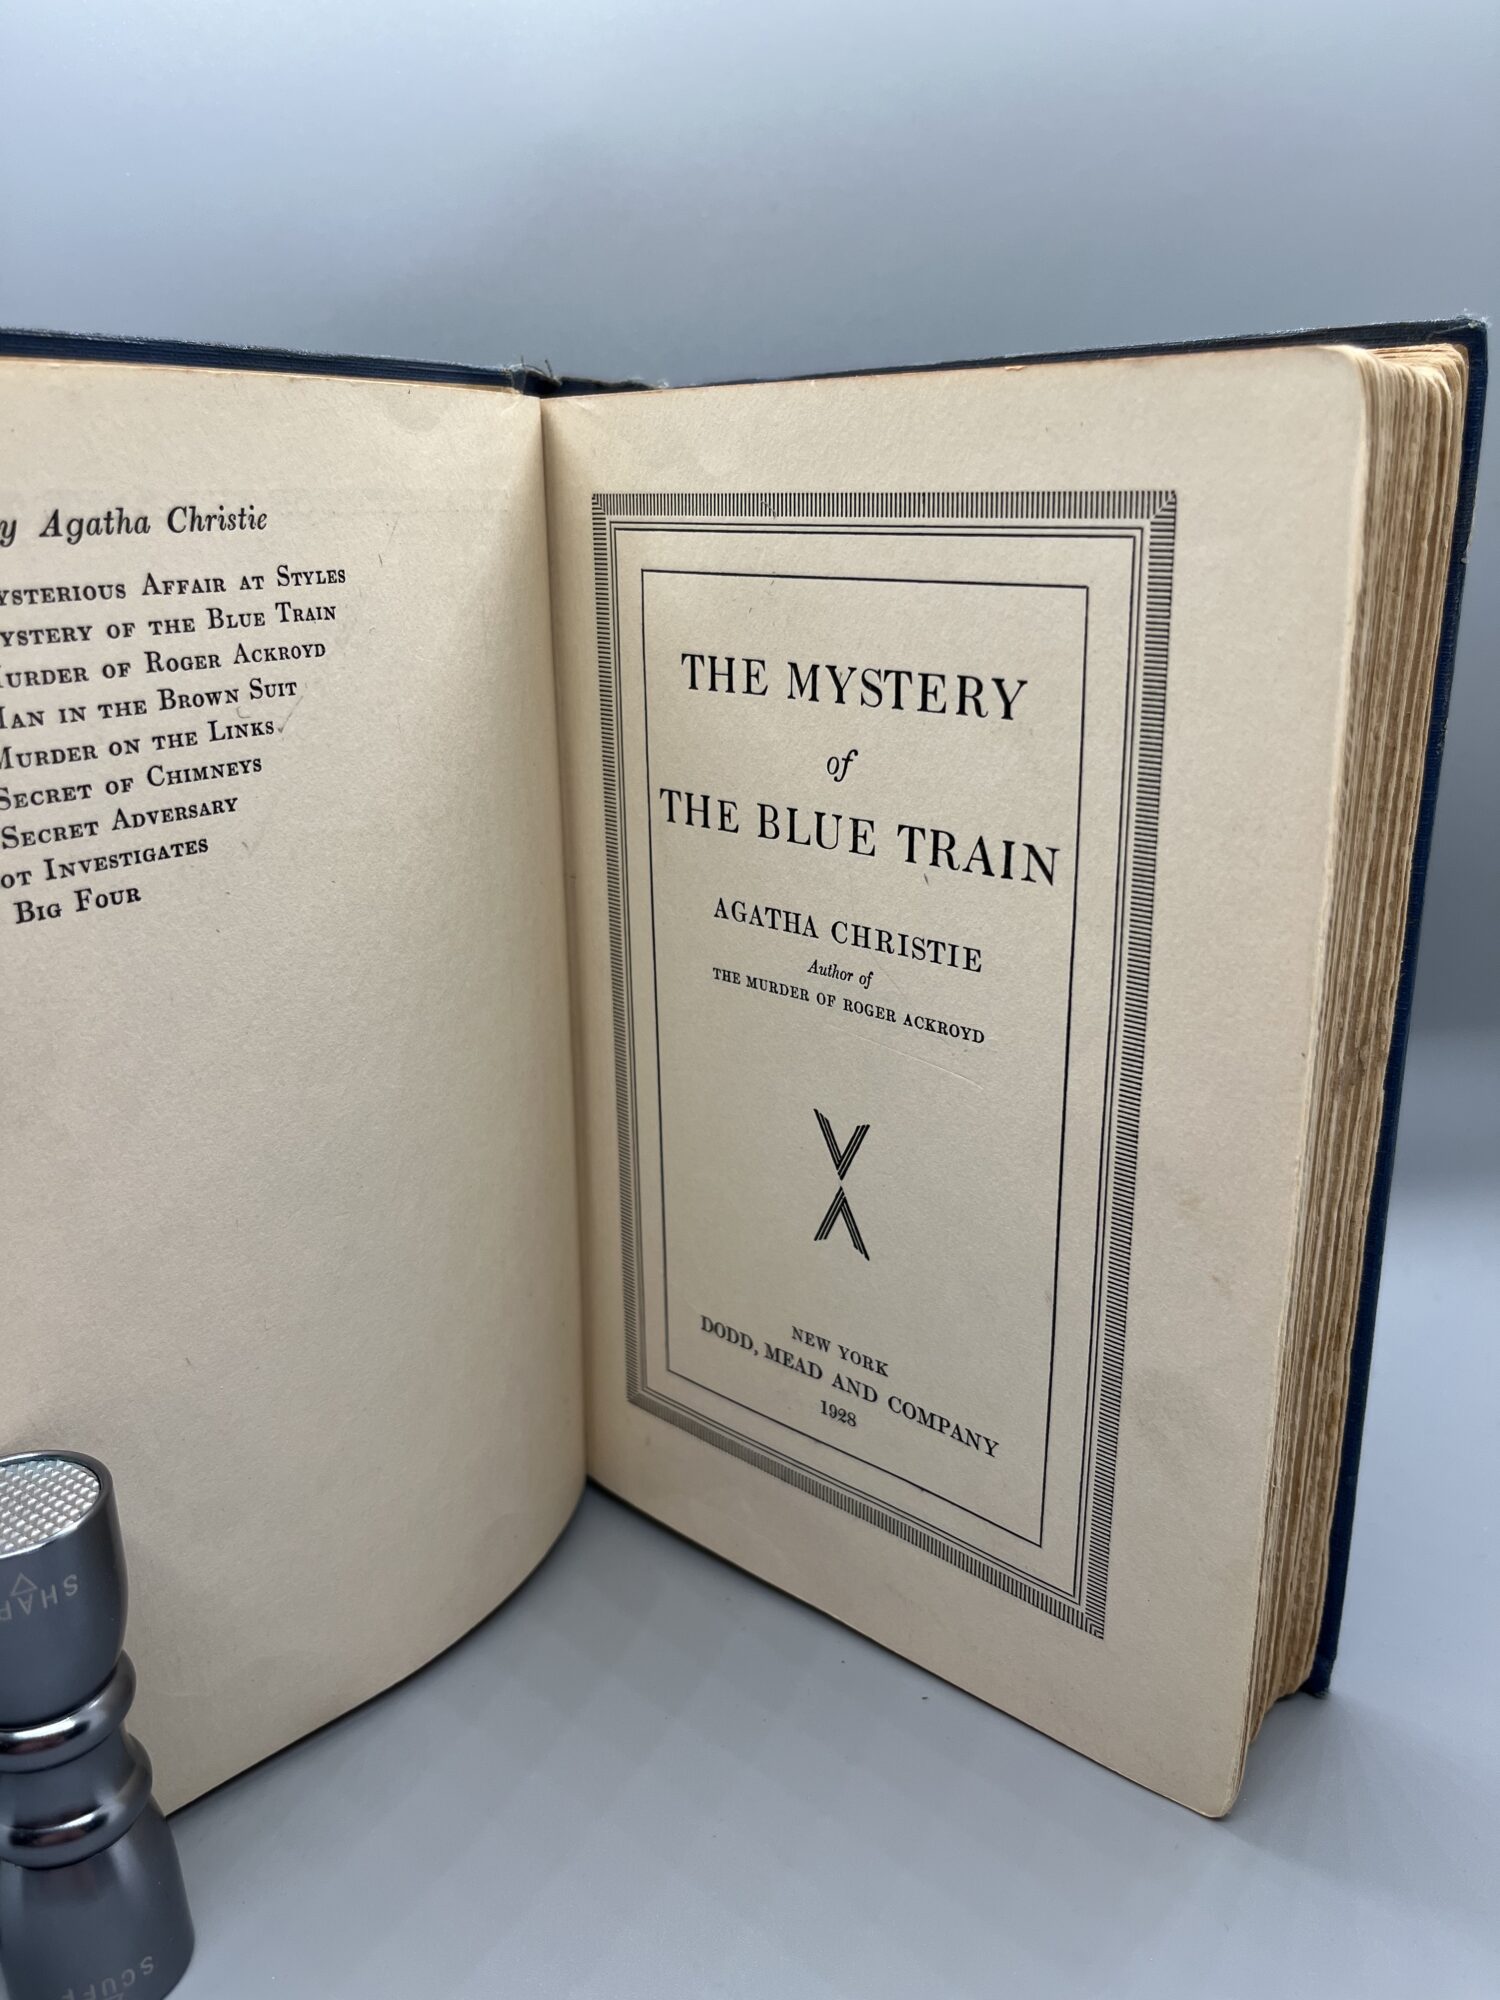 y Agatha Christie
YSTERIOUS AFFAIR AT STYLES
YSTERY OF THE BLUE TRAIN
MURDER OF ROGER ACKROYD
MAN IN THE BROWN SUIT
MURDER ON THE LINKS
SECRET OF CHIMNEYS
SECRET ADVERSARY
OT INVESTIGATES
BIG FOUR
THE MYSTERY
of
THE BLUE TRAIN
AGATHA CHRISTIE
Author of
THE MURDER OF ROGER ACKROYD
NEW YORK
DODD, MEAD AND COMPANY
1928
SHAR
SCUF